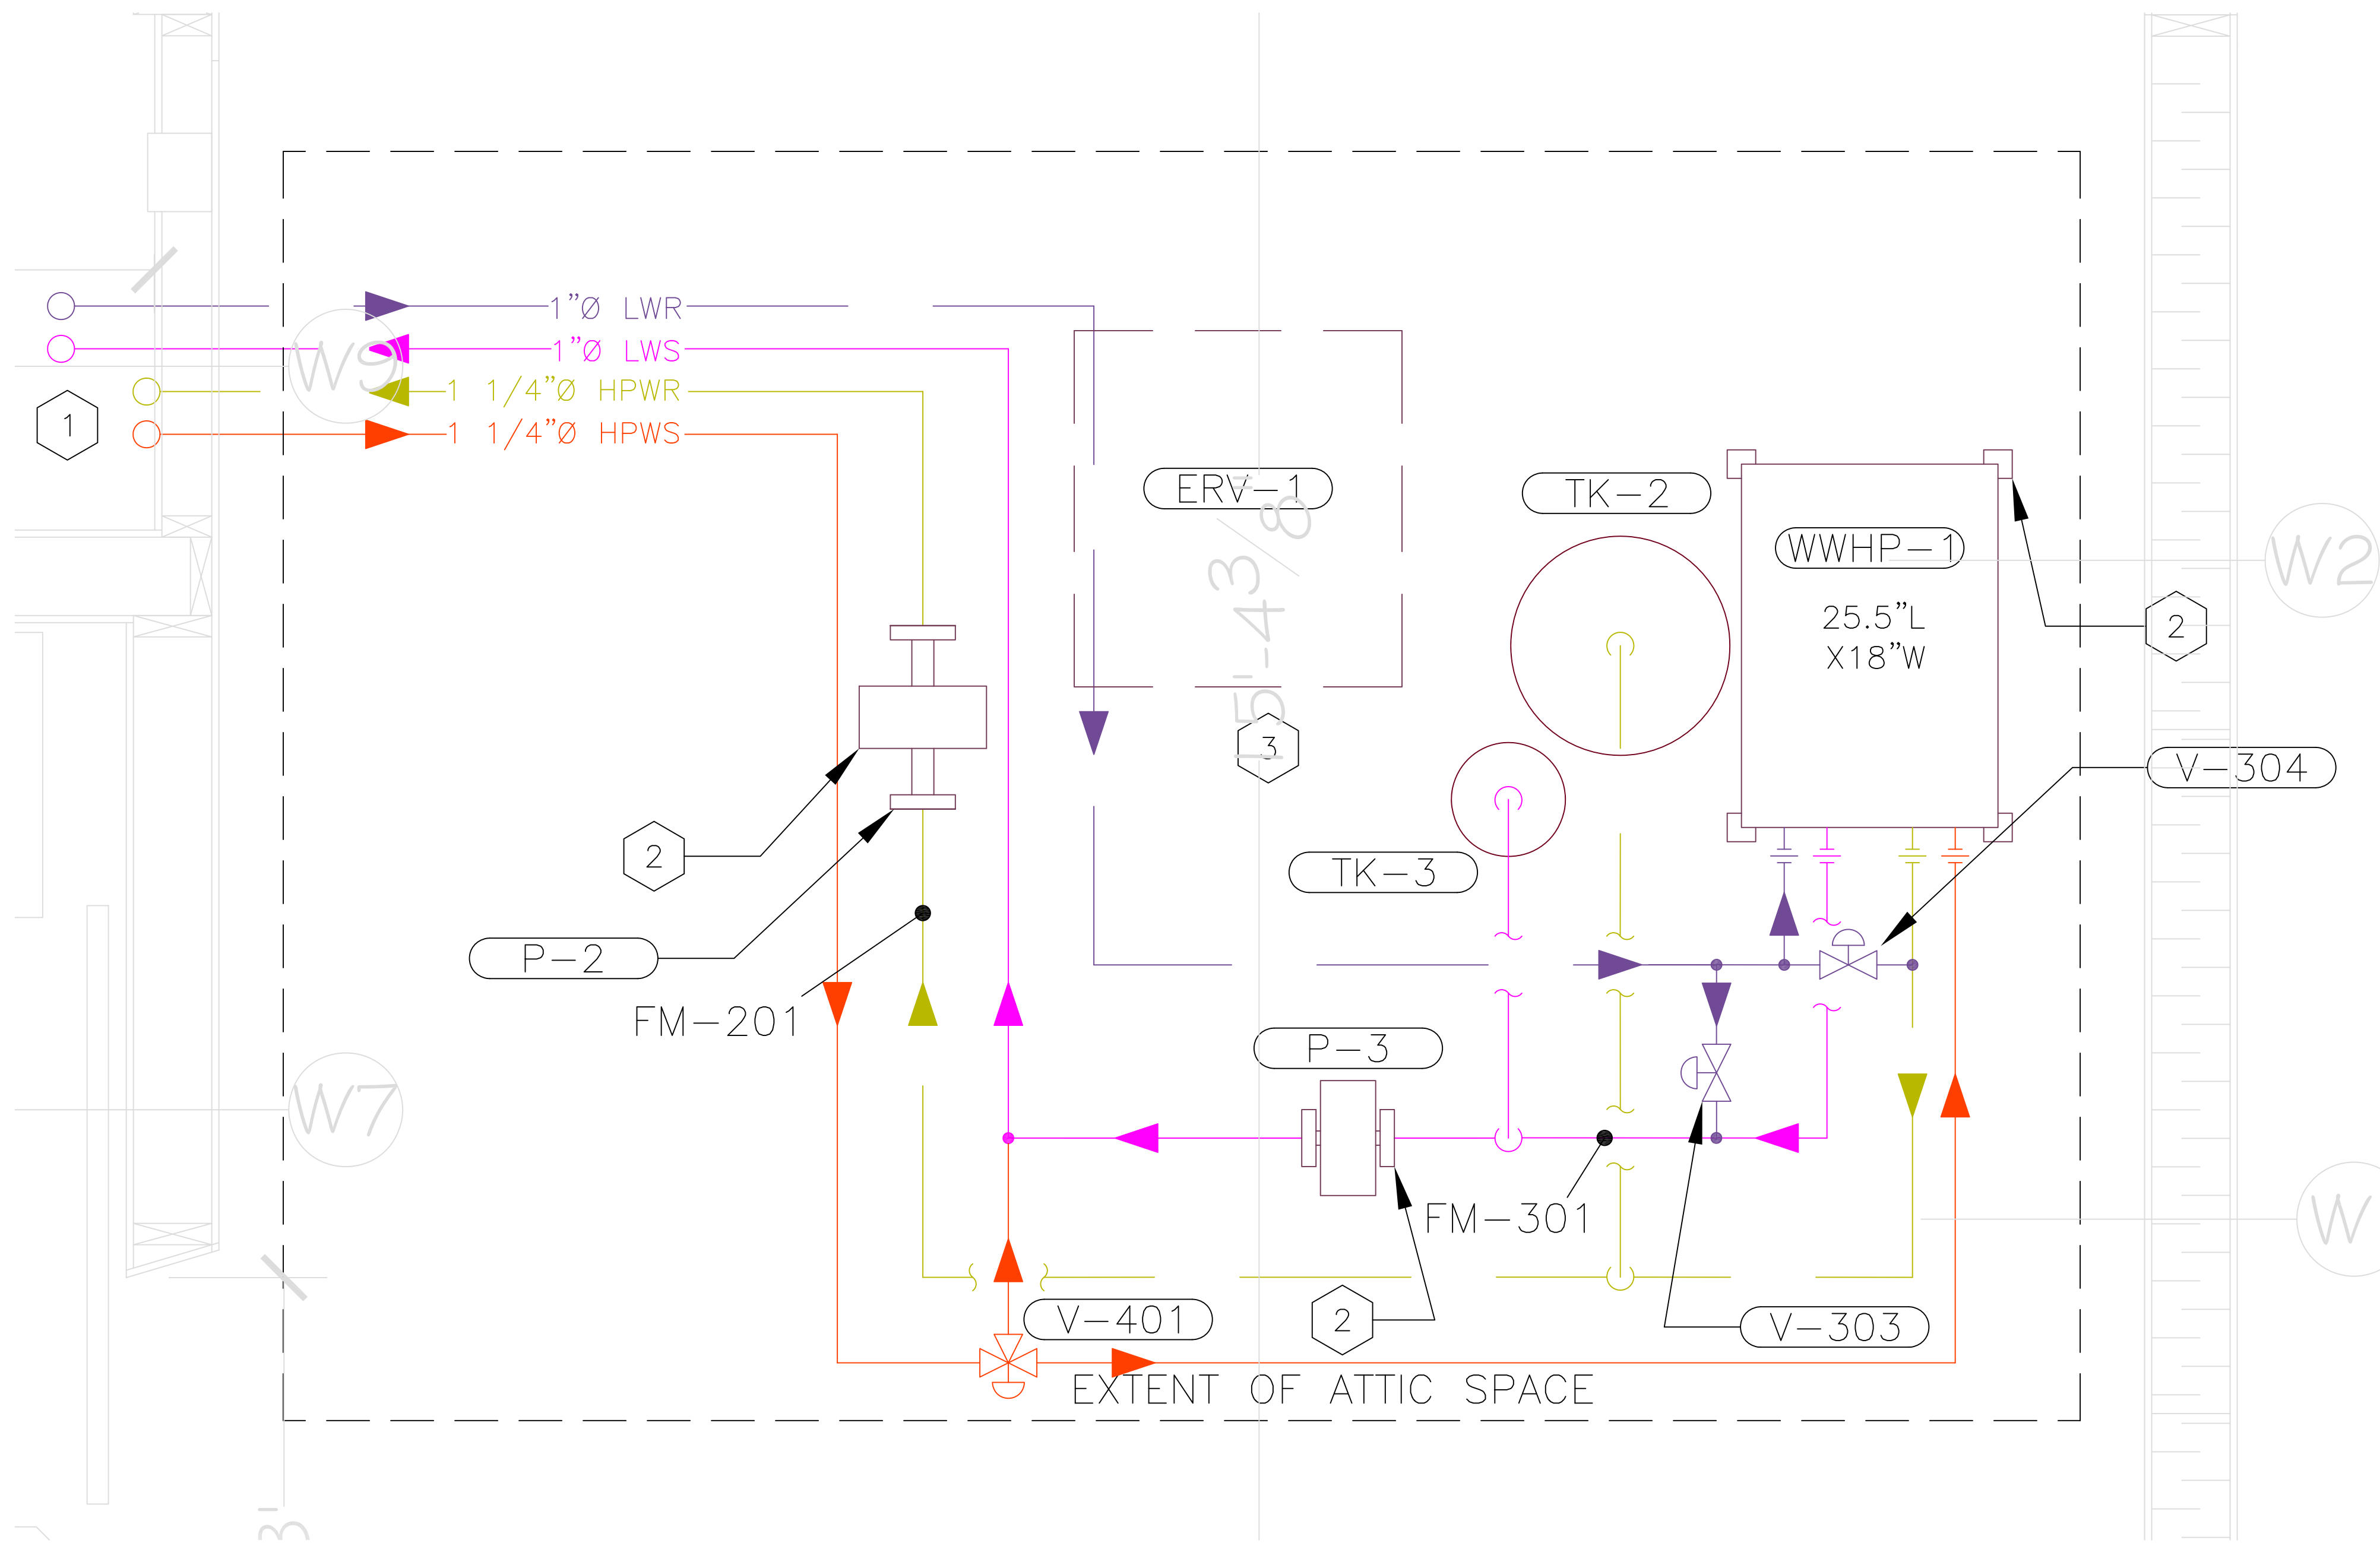 1"Ø LWR
1"Ø LWS
W9
1 1/4"Ø HPWR
1 1/4"Ø HPWS
1
ERV-1
TK-2
WWHP-1
25.5"L
X18"W
W2
2
15'-4 3/8"
3
V-304
2
TK-3
P-2
FM-201
P-3
W7
FM-301
W
V-401
2
V-303
EXTENT OF ATTIC SPACE
3'